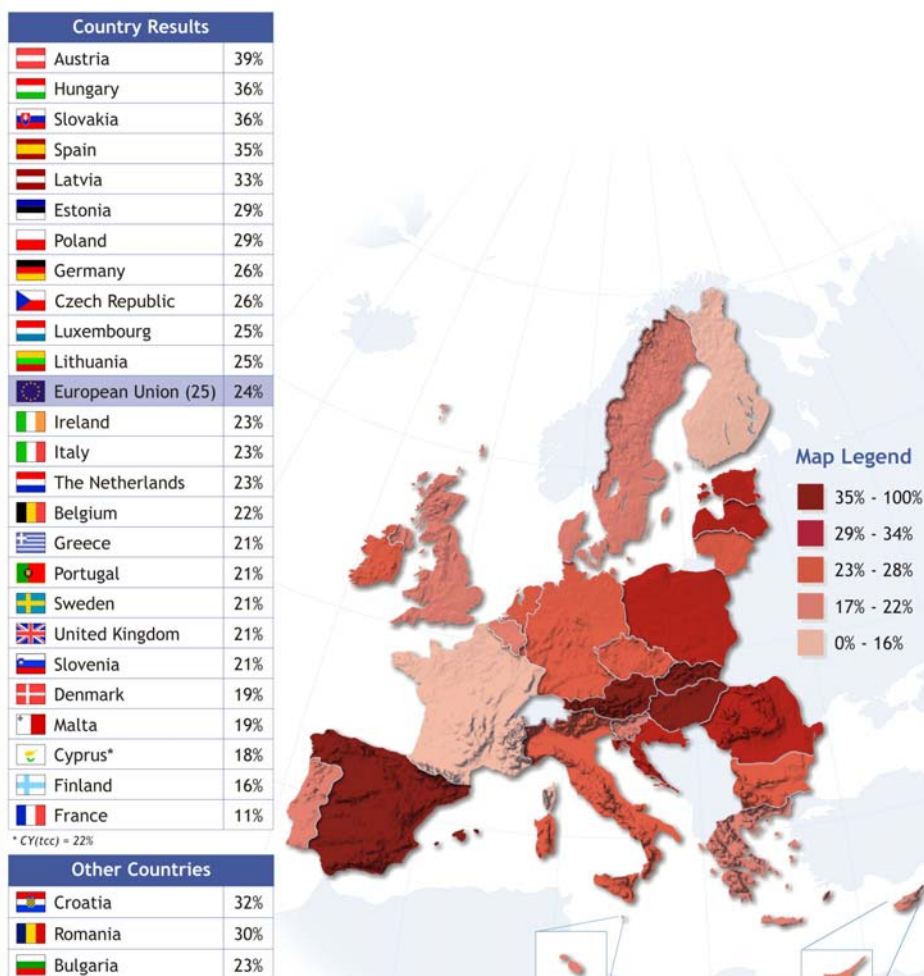 Country Results
Austria 39%
Hungary 36%
Slovakia 36%
Spain 35%
Latvia 33%
Estonia 29%
Poland 29%
Germany 26%
Czech Republic 26%
Luxembourg 25%
Lithuania 25%
European Union (25) 24%
Ireland 23%
Italy 23%
The Netherlands 23%
Belgium 22%
Greece 21%
Portugal 21%
Sweden 21%
United Kingdom 21%
Slovenia 21%
Denmark 19%
Malta 19%
Cyprus* 18%
Finland 16%
France 11%
* CY(tcc) = 22%
Other Countries
Croatia 32%
Romania 30%
Bulgaria 23%
Map Legend
35% - 100%
29% - 34%
23% - 28%
17% - 22%
0% - 16%